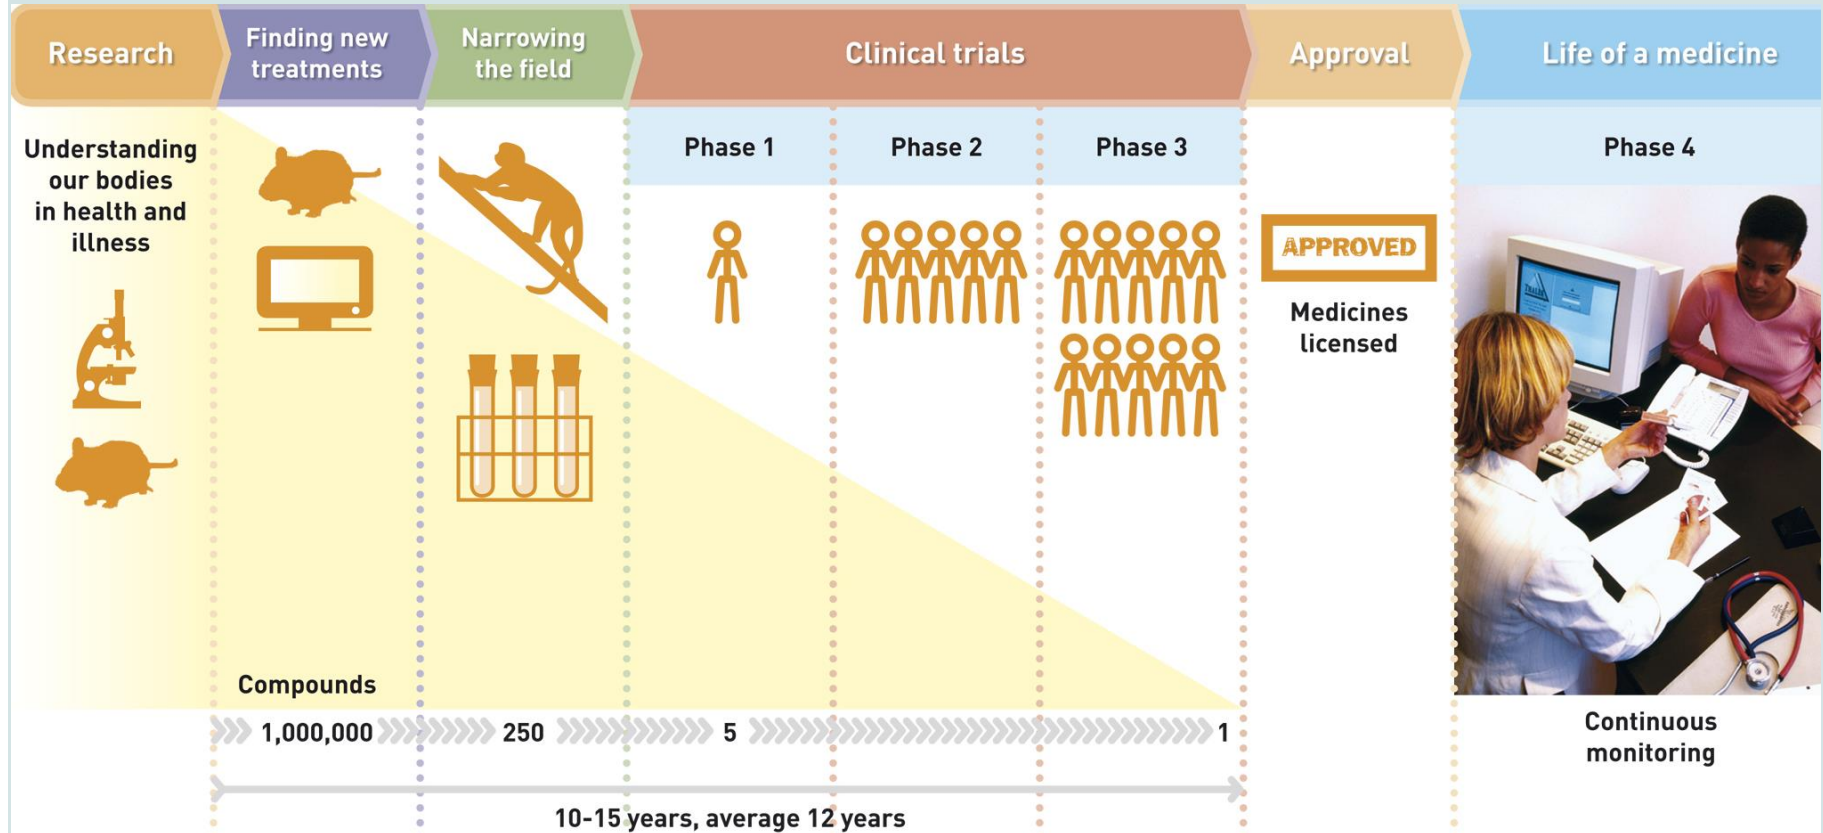 Research
Finding new
treatments
Narrowing
the field
Clinical trials
Approval
Life of a medicine
Understanding
our bodies
in health and
illness
Phase 1
Phase 2
Phase 3
Phase 4
APPROVED
Medicines
licensed
Compounds
1,000,000
250
5
1
10-15 years, average 12 years
Continuous
monitoring